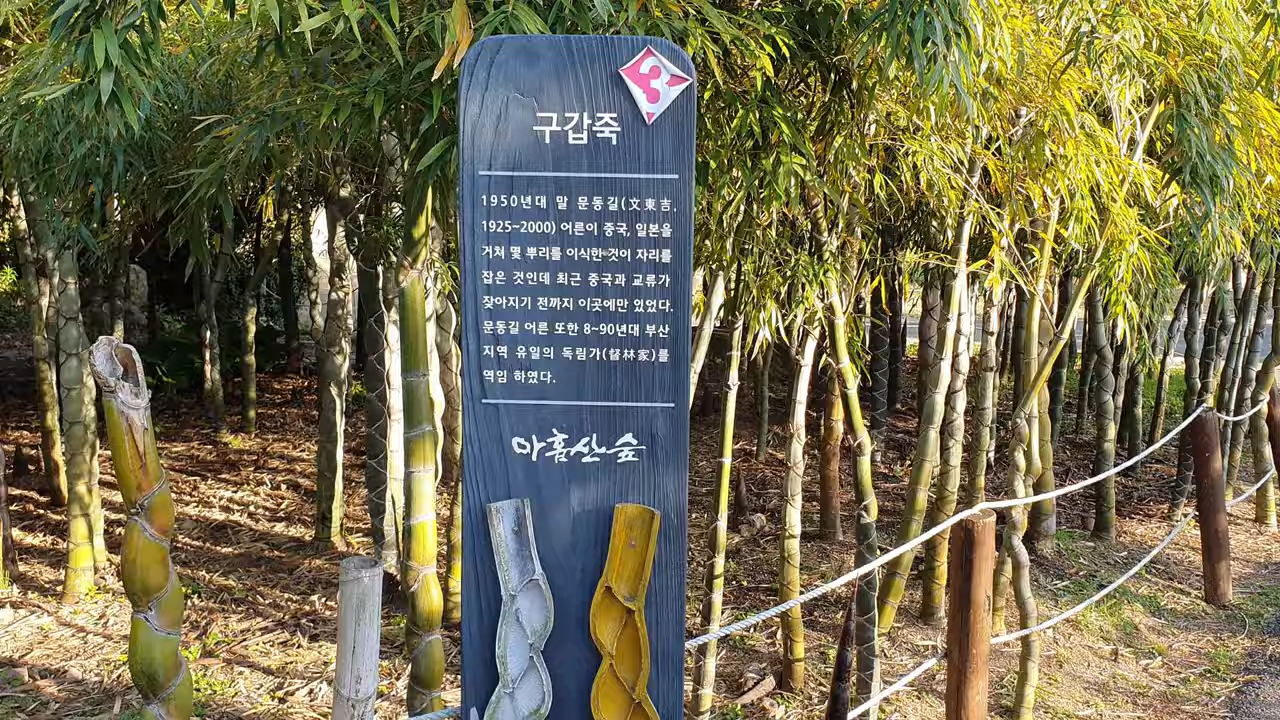 3
구갑죽
1950년대 말 문동길(文東吉,
1925~2000) 어른이 중국, 일본을
거쳐 몇 뿌리를 이식한 것이 자리를
잡은 것인데 최근 중국과 교류가
잦아지기 전까지 이곳에만 있었다.
문동길 어른 또한 8~90년대 부산
지역 유일의 독림가(督林家)를
역임 하였다.
아홉산숲